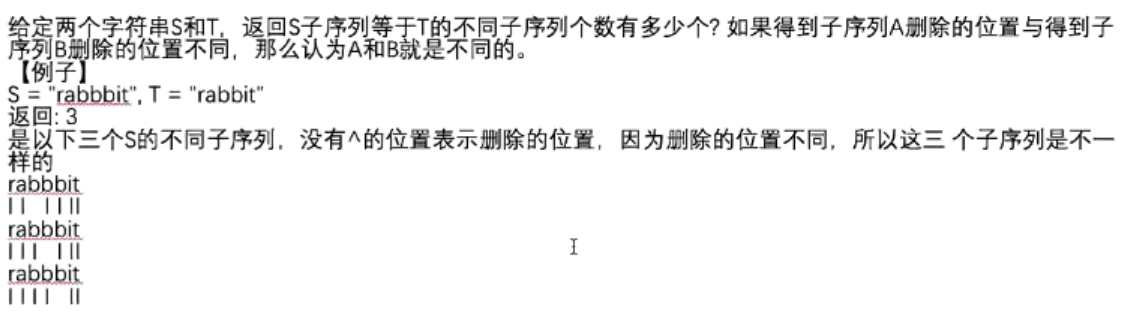 给定两个字符串S和T，返回S子序列等于T的不同子序列个数有多少个? 如果得到子序列A删除的位置与得到子
序列B删除的位置不同，那么认为A和B就是不同的。
【例子】
S = "rabbbit", T = "rabbit"
返回: 3
是以下三个S的不同子序列，没有^的位置表示删除的位置，因为删除的位置不同，所以这三 个子序列是不一
样的
rabbbit
| |   | | | |
rabbbit
| | |   | | |
rabbbit
| | | |   | |